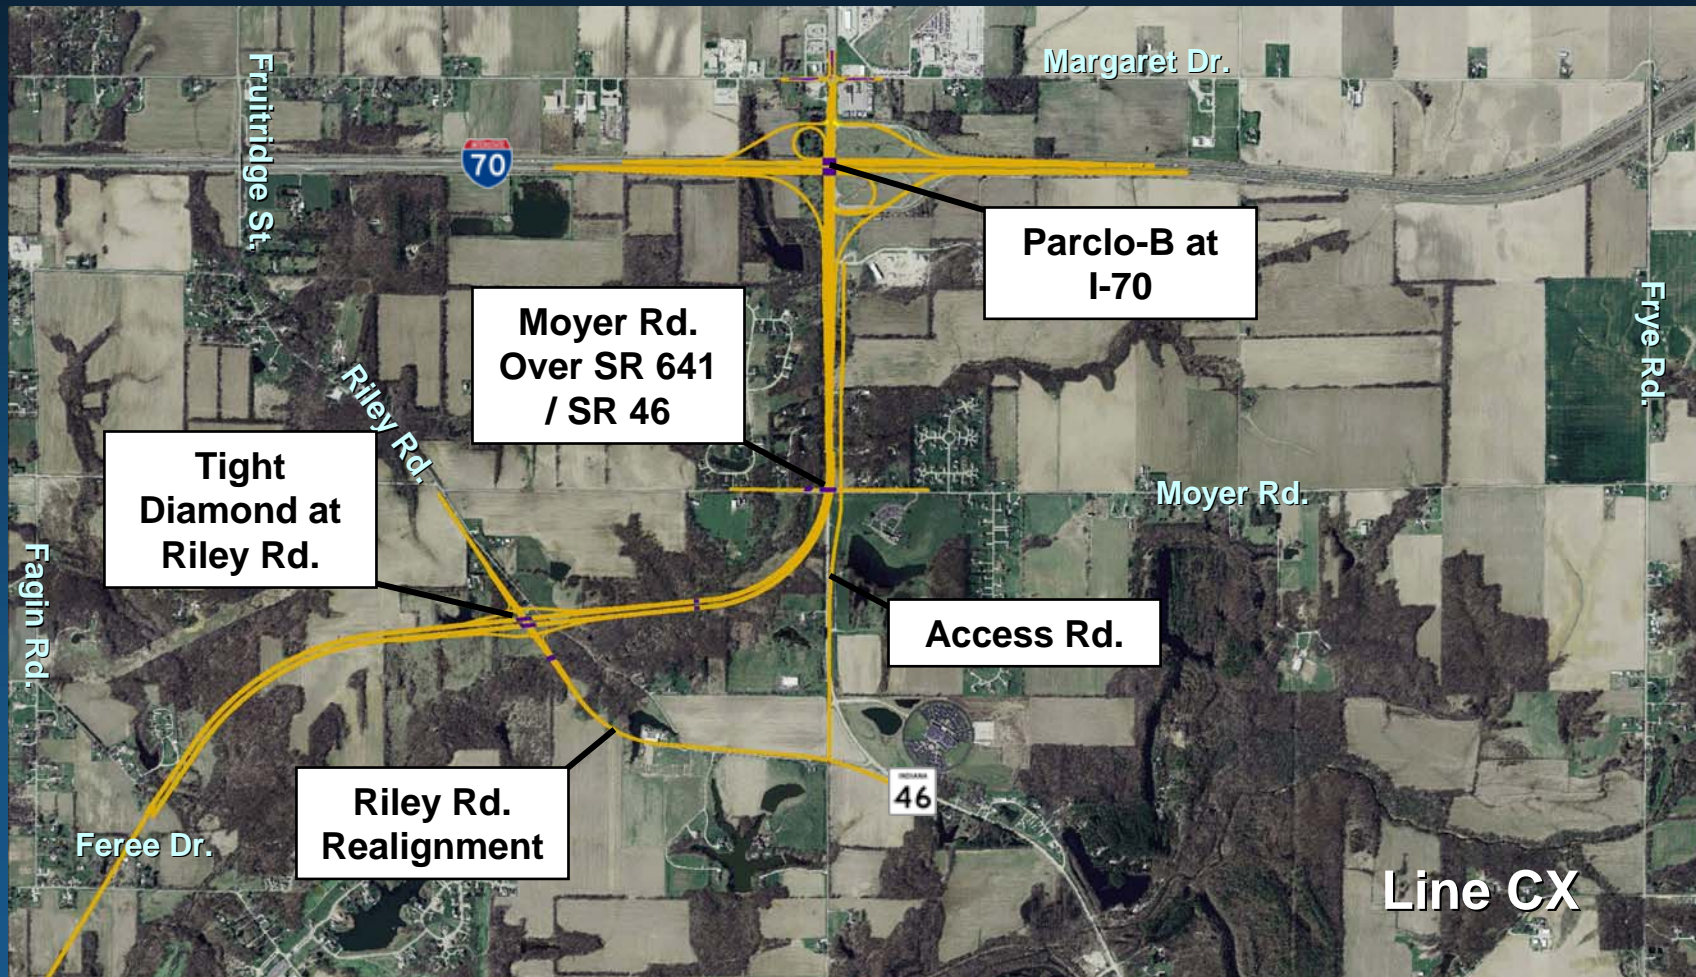 Fruitridge St.
Margaret Dr.
INTERSTATE
70
Parclo-B at
I-70
Moyer Rd.
Over SR 641
/ SR 46
Frye Rd.
Riley Rd.
Tight
Diamond at
Riley Rd.
Moyer Rd.
Fagin Rd.
Access Rd.
INDIANA
46
Riley Rd.
Realignment
Feree Dr.
Line CX